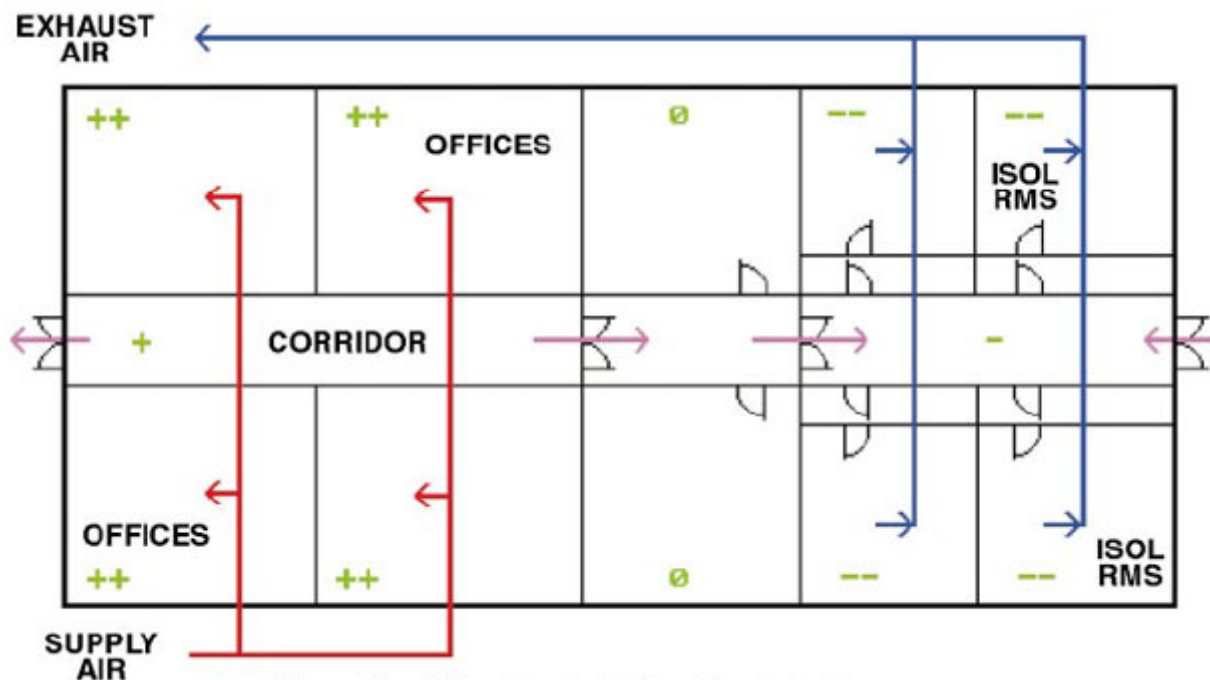 EXHAUST
AIR
++ ++ Ø -- --
OFFICES
ISOL
RMS
+ CORRIDOR -
OFFICES
ISOL
RMS
++ ++ Ø -- --
SUPPLY
AIR